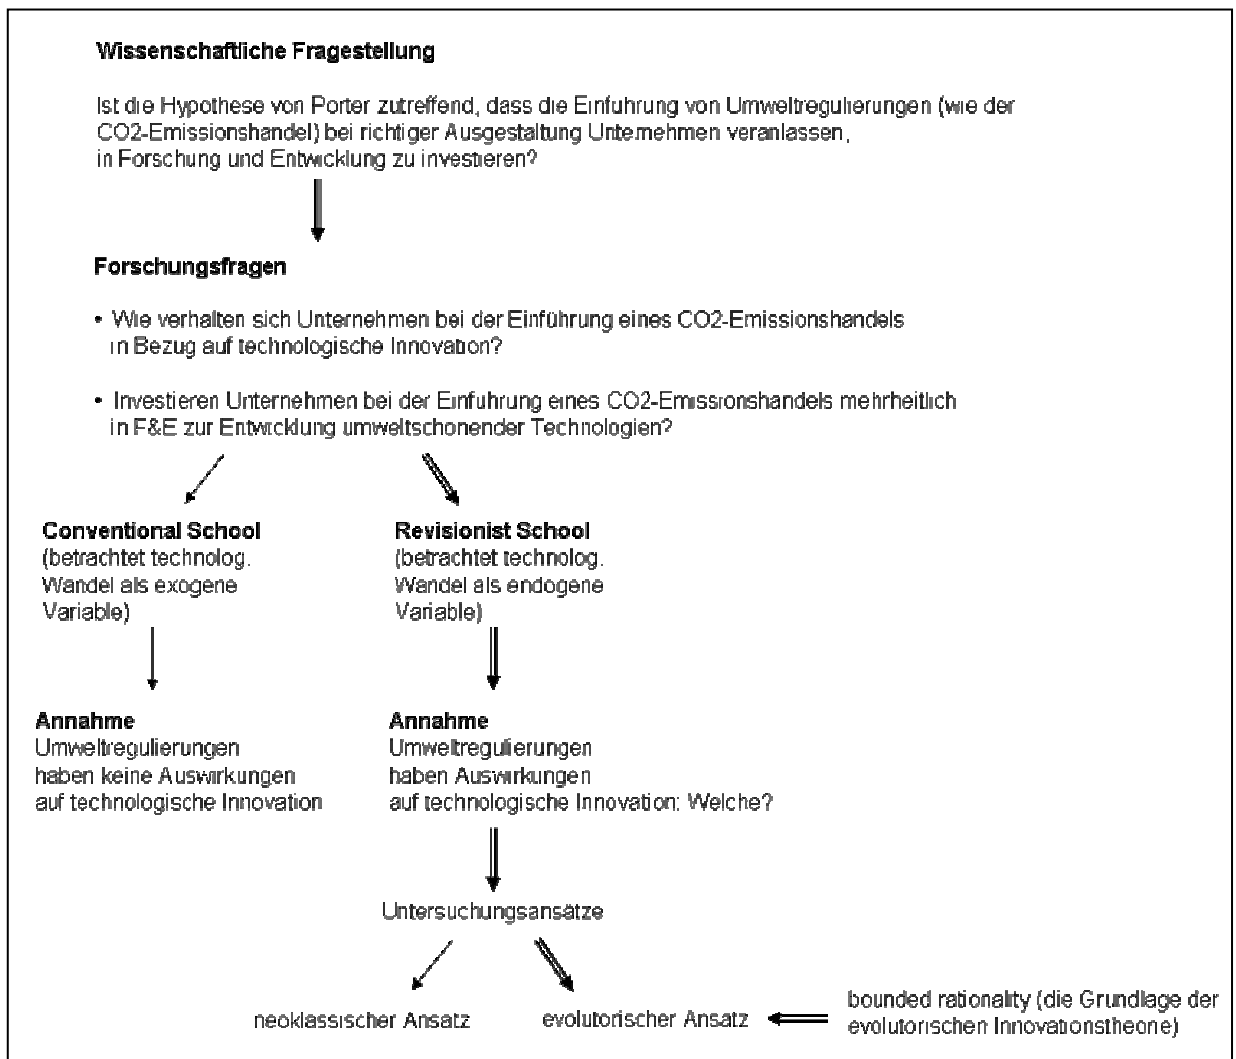 Wissenschaftliche Fragestellung
Ist die Hypothese von Porter zutreffend, dass die Einführung von Umweltregulierungen (wie der
CO2-Emissionshandel) bei richtiger Ausgestaltung Unternehmen veranlassen,
in Forschung und Entwicklung zu investieren?
Forschungsfragen
• Wie verhalten sich Unternehmen bei der Einführung eines CO2-Emissionshandels
in Bezug auf technologische Innovation?
• Investieren Unternehmen bei der Einführung eines CO2-Emissionshandels mehrheitlich
in F&E zur Entwicklung umweltschonender Technologien?
Conventional School
(betrachtet technolog.
Wandel als exogene
Variable)
Revisionist School
(betrachtet technolog.
Wandel als endogene
Variable)
Annahme
Umweltregulierungen
haben keine Auswirkungen
auf technologische Innovation
Annahme
Umweltregulierungen
haben Auswirkungen
auf technologische Innovation: Welche?
Untersuchungsansätze
neoklassischer Ansatz
evolutorischer Ansatz
bounded rationality (die Grundlage der
evolutorischen Innovationstheorie)